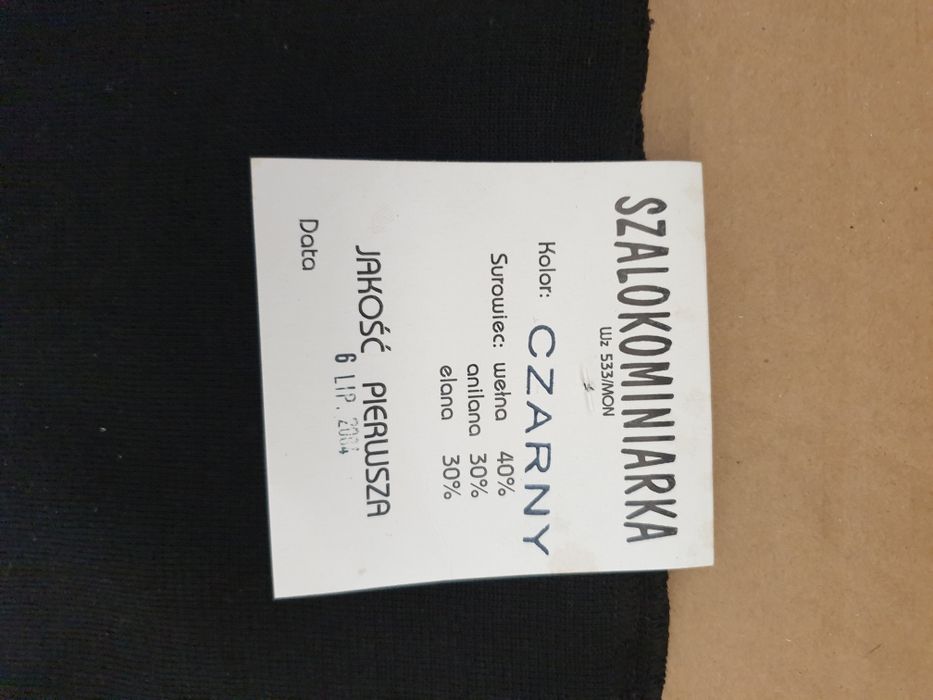 SZALOKOMINIARKA
Wz 533/MON
Kolor: CZARNY
Surowiec: wełna 40%
anilana 30%
elana 30%
JAKOŚĆ PIERWSZA
Data 6 LIP. 2004